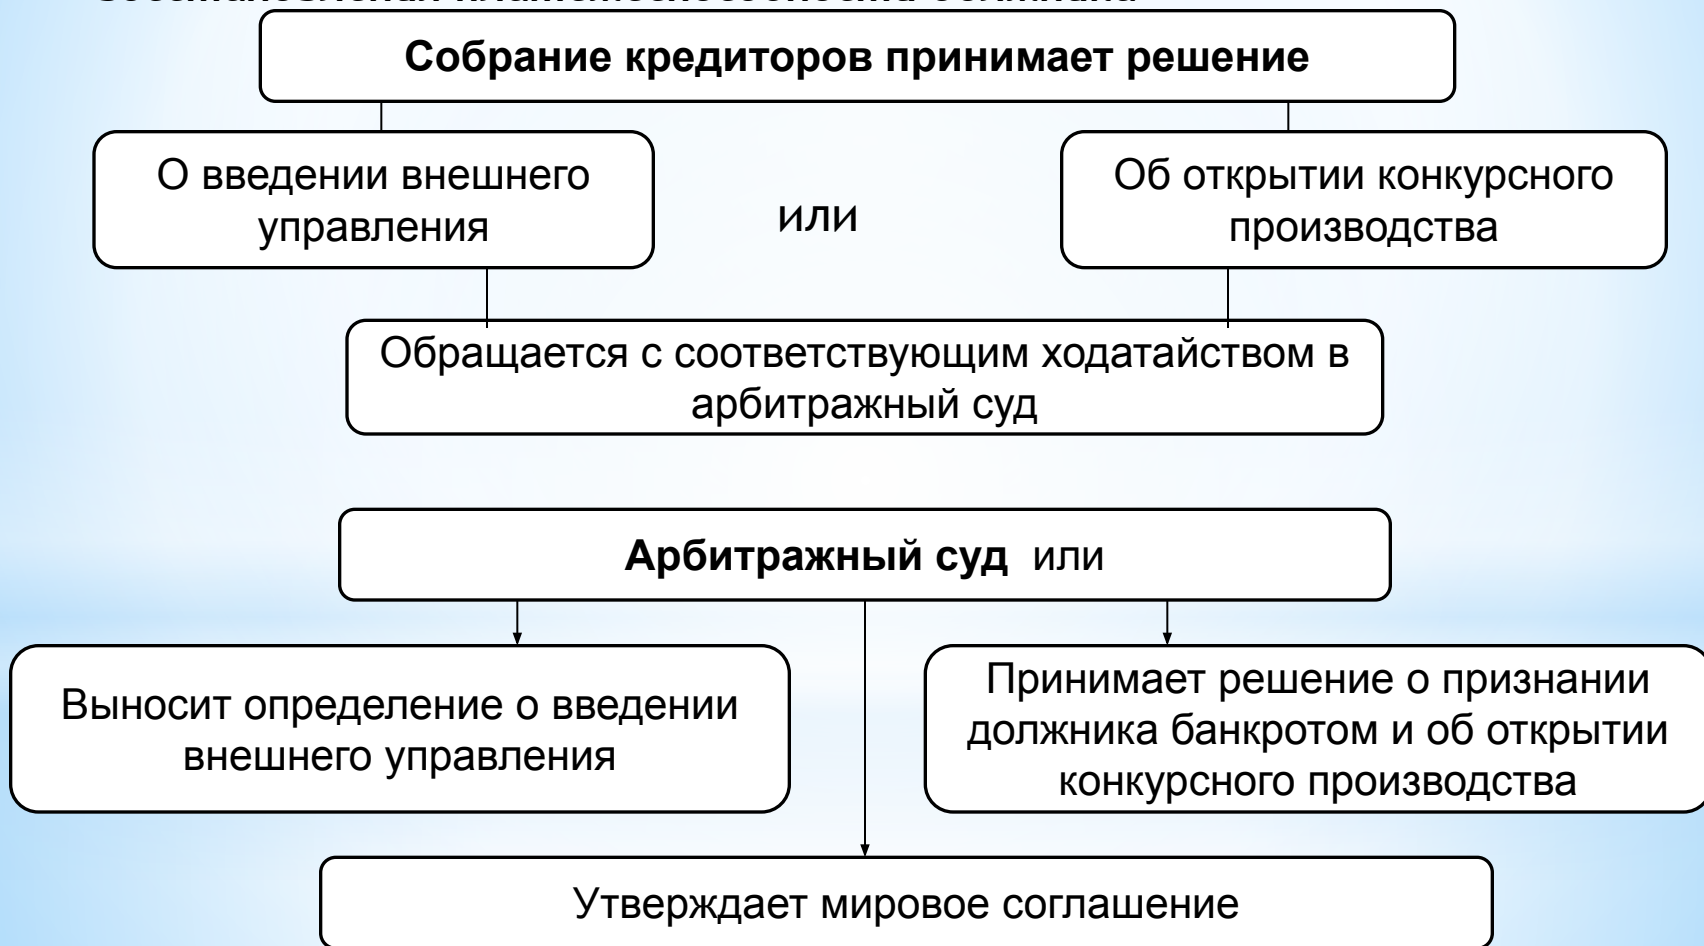 Собрание кредиторов принимает решение
О введении внешнего
управления
или
Об открытии конкурсного
производства
Обращается с соответствующим ходатайством в
арбитражный суд
Арбитражный суд или
Выносит определение о введении
внешнего управления
Принимает решение о признании
должника банкротом и об открытии
конкурсного производства
Утверждает мировое соглашение